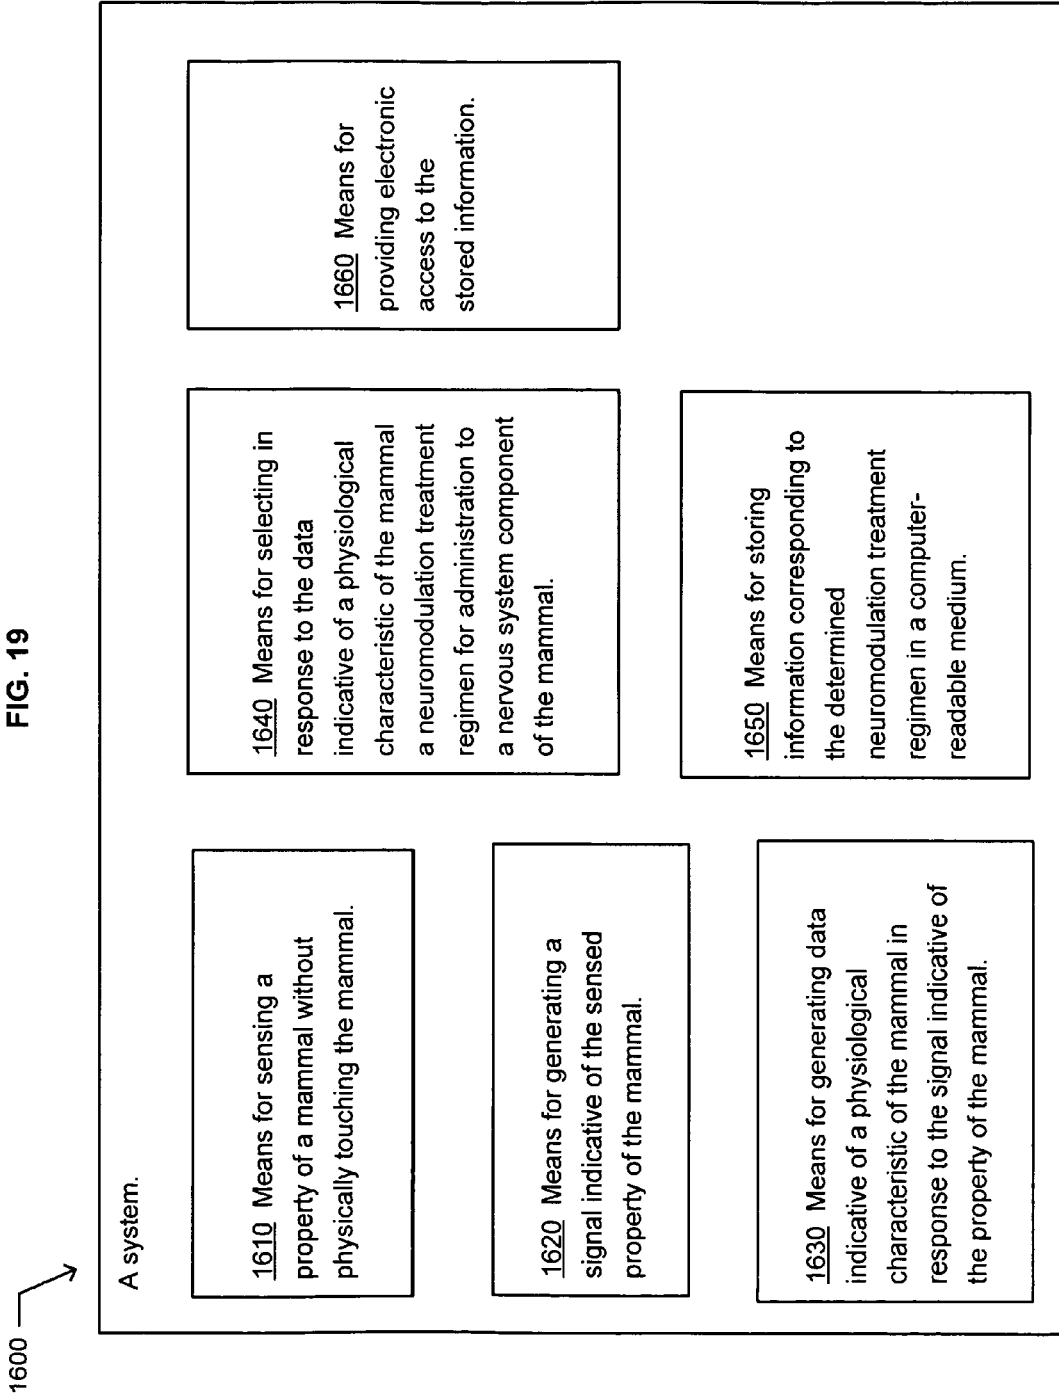 FIG. 19
1600
A system.
1610 Means for sensing a
property of a mammal without
physically touching the mammal.
1620 Means for generating a
signal indicative of the sensed
property of the mammal.
1630 Means for generating data
indicative of a physiological
characteristic of the mammal in
response to the signal indicative of
the property of the mammal.
1640 Means for selecting in
response to the data
indicative of a physiological
characteristic of the mammal
a neuromodulation treatment
regimen for administration to
a nervous system component
of the mammal.
1650 Means for storing
information corresponding to
the determined
neuromodulation treatment
regimen in a computer-
readable medium.
1660 Means for
providing electronic
access to the
stored information.